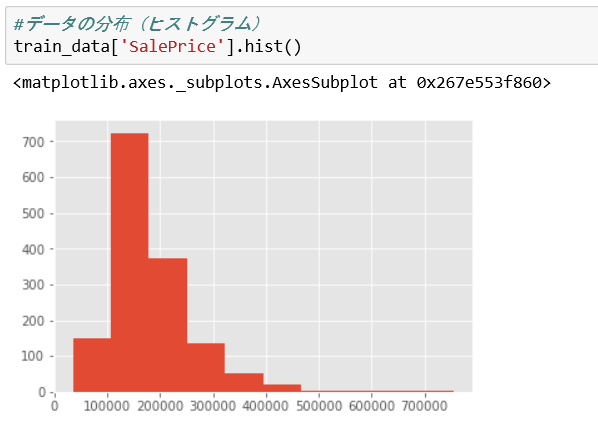 #データの分布（ヒストグラム）
train_data['SalePrice'].hist()
<matplotlib.axes._subplots.AxesSubplot at 0x267e553f860>
700
600
500
400
300
200
100
0
0 100000 200000 300000 400000 500000 600000 700000